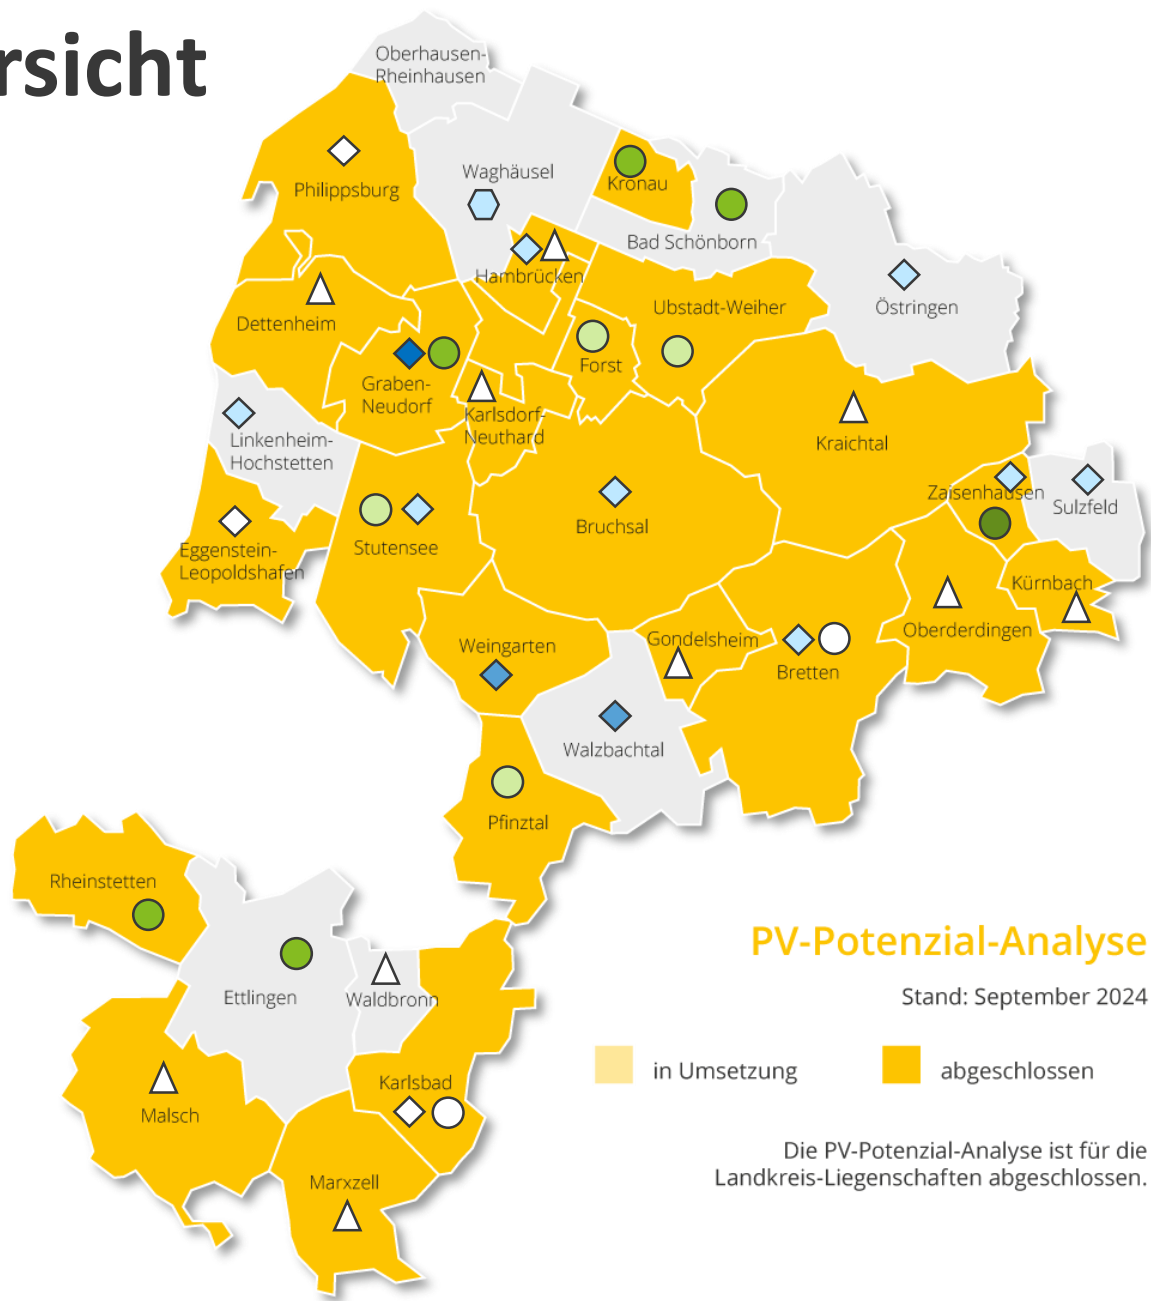 rsicht
Oberhausen-
Rheinhausen
Philippsburg
Waghäusel
Kronau
Bad Schönborn
Hambrücken
Östringen
Ubstadt-Weiher
Dettenheim
Forst
Graben-
Neudorf
Karlsdorf-
Neuthard
Kraichtal
Linkenheim-
Hochstetten
Zaisenhausen
Sulzfeld
Bruchsal
Stutensee
Eggenstein-
Leopoldshafen
Kürnbach
Oberderdingen
Gondelsheim
Weingarten
Bretten
Walzbachtal
Pfinztal
Rheinstetten
Ettlingen
Waldbronn
Karlsbad
Malsch
Marxzell
PV-Potenzial-Analyse
Stand: September 2024
in Umsetzung
abgeschlossen
Die PV-Potenzial-Analyse ist für die
Landkreis-Liegenschaften abgeschlossen.